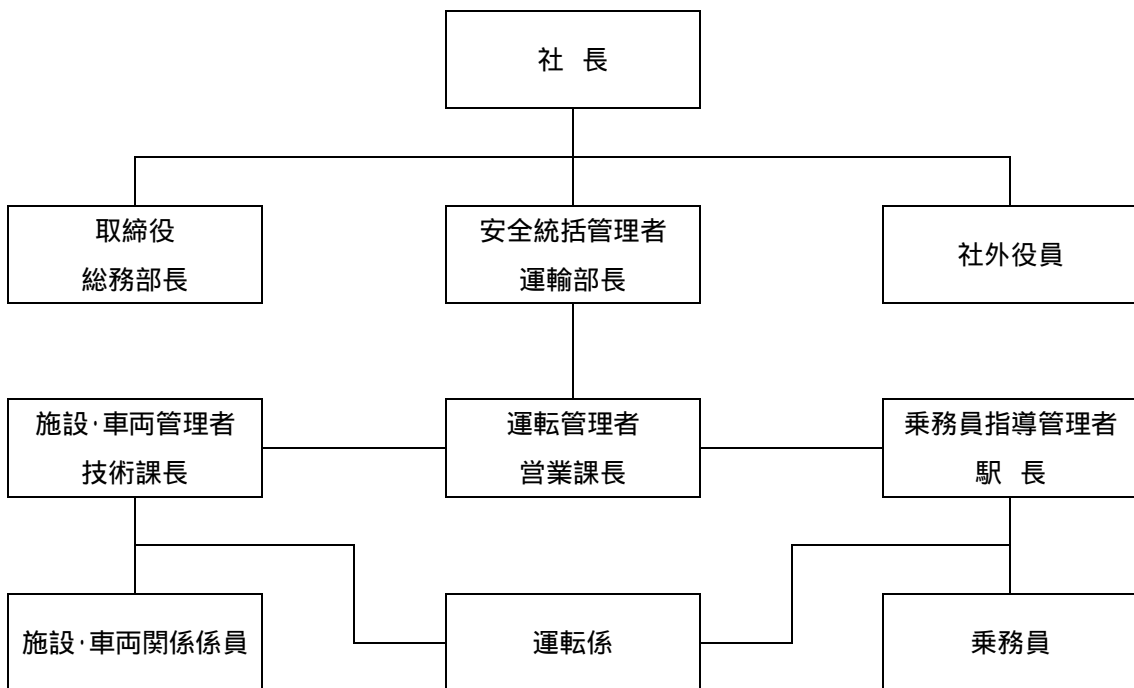 社 長
取締役
総務部長
安全統括管理者
運輸部長
社外役員
施設·車両管理者
技術課長
運転管理者
営業課長
乗務員指導管理者
駅 長
施設·車両関係係員
運転係
乗務員